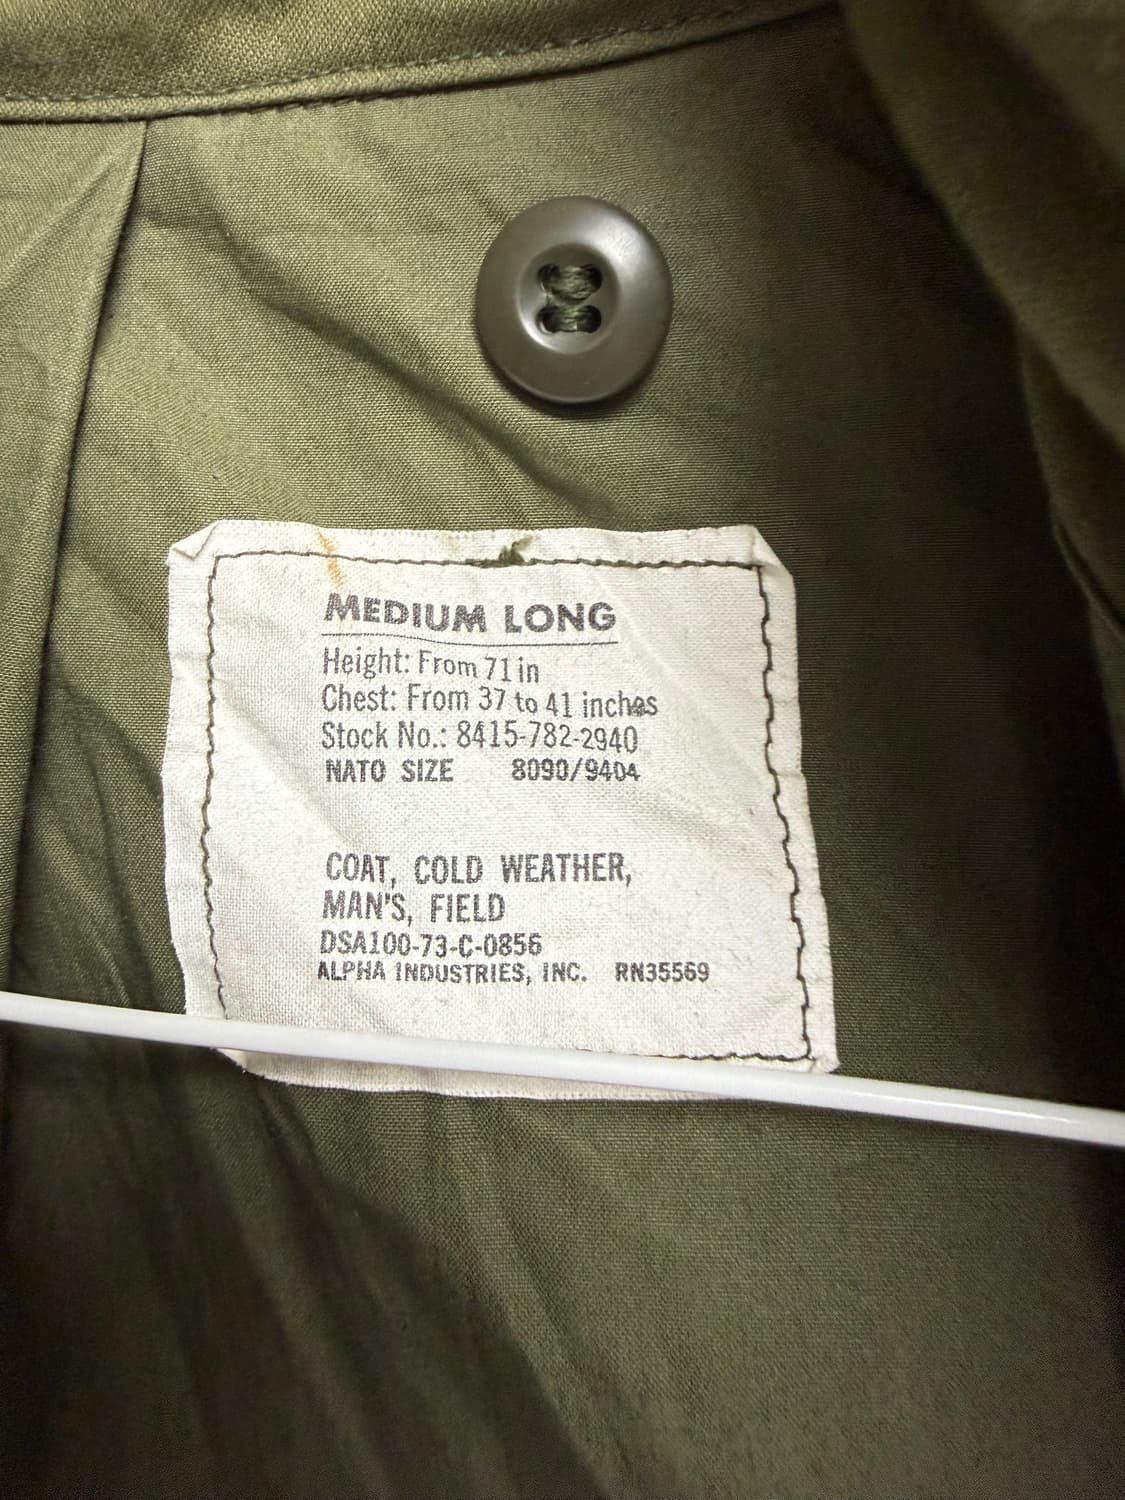 MEDIUM LONG
Height: From 71 in
Chest: From 37 to 41 inches
Stock No.: 8415-782-2940
NATO SIZE 8090/9404
COAT, COLD WEATHER,
MAN'S, FIELD
DSA100-73-C-0856
ALPHA INDUSTRIES, INC. RN35569